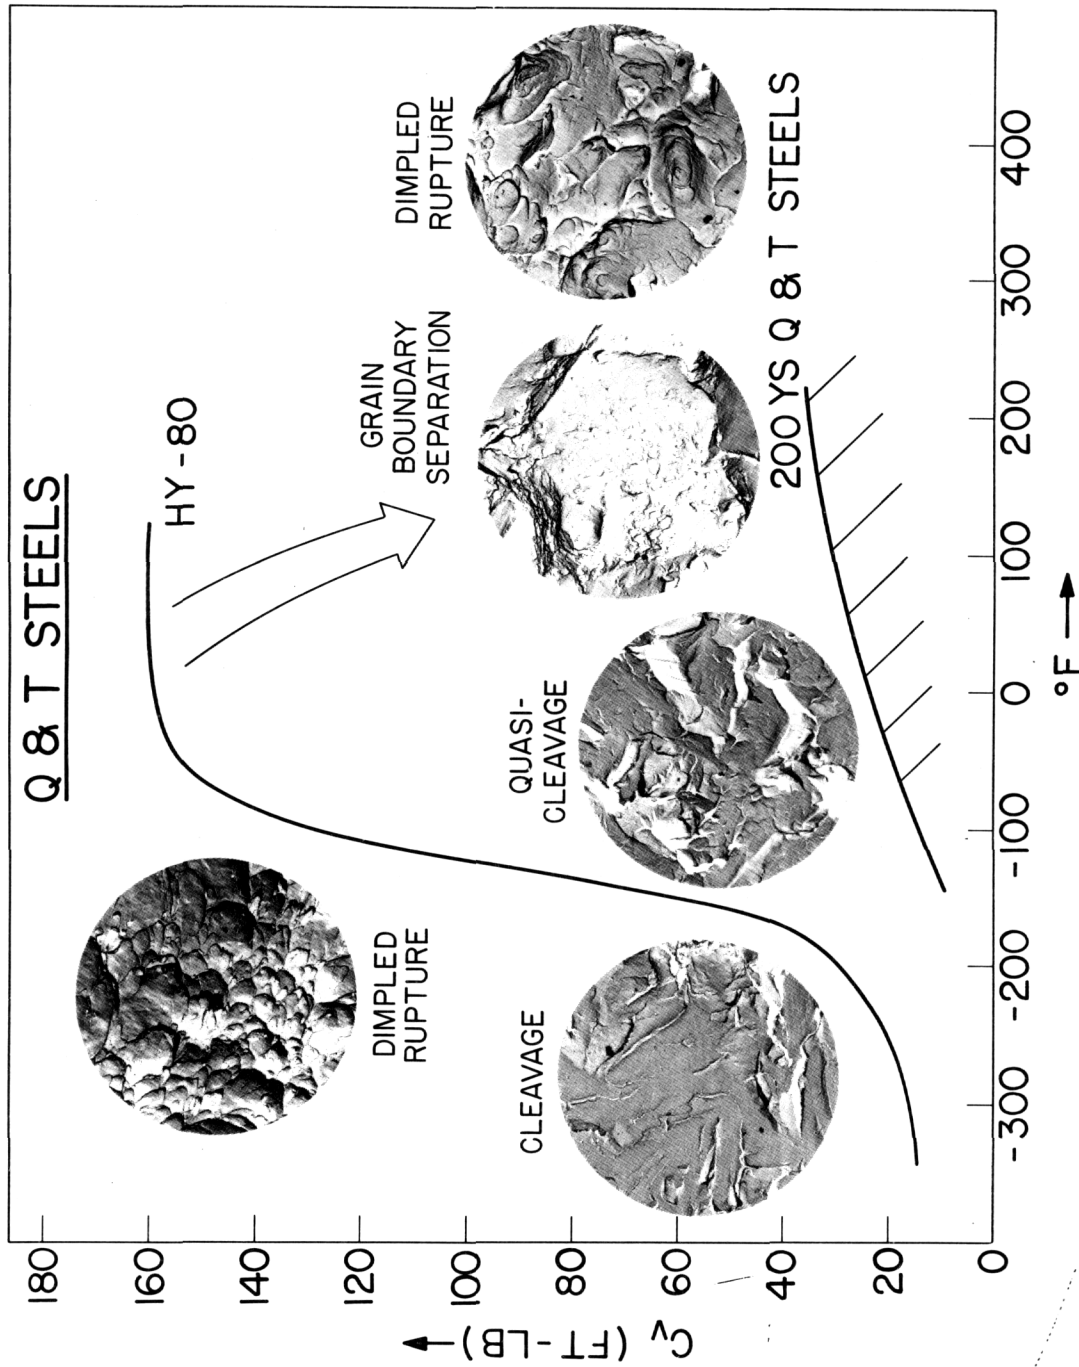 Q & T STEELS
HY-80
DIMPLED
RUPTURE
GRAIN
BOUNDARY
SEPARATION
DIMPLED
RUPTURE
QUASI-
CLEAVAGE
CLEAVAGE
200 YS Q & T STEELS
180
160
140
120
100
80
60
40
20
0
Cv (FT-LB) →
-300
-200
-100
0
100
200
300
400
°F →